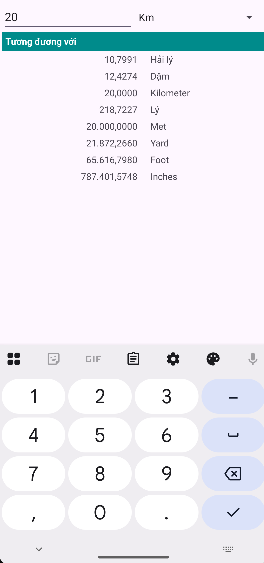 20 Km
Tương đương với
10,7991 Hải lý
12,4274 Dặm
20,0000 Kilometer
218,7227 Lý
20.000,0000 Met
21.872,2660 Yard
65.616,7980 Foot
787.401,5748 Inches
GIF
1 2 3 –
4 5 6
7 8 9
, 0 .